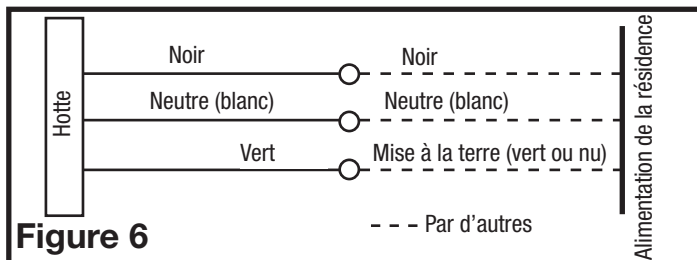 Hotte
Noir
Noir
Neutre (blanc)
Neutre (blanc)
Vert
Mise à la terre (vert ou nu)
Alimentation de la résidence
Par d’autres
Figure 6